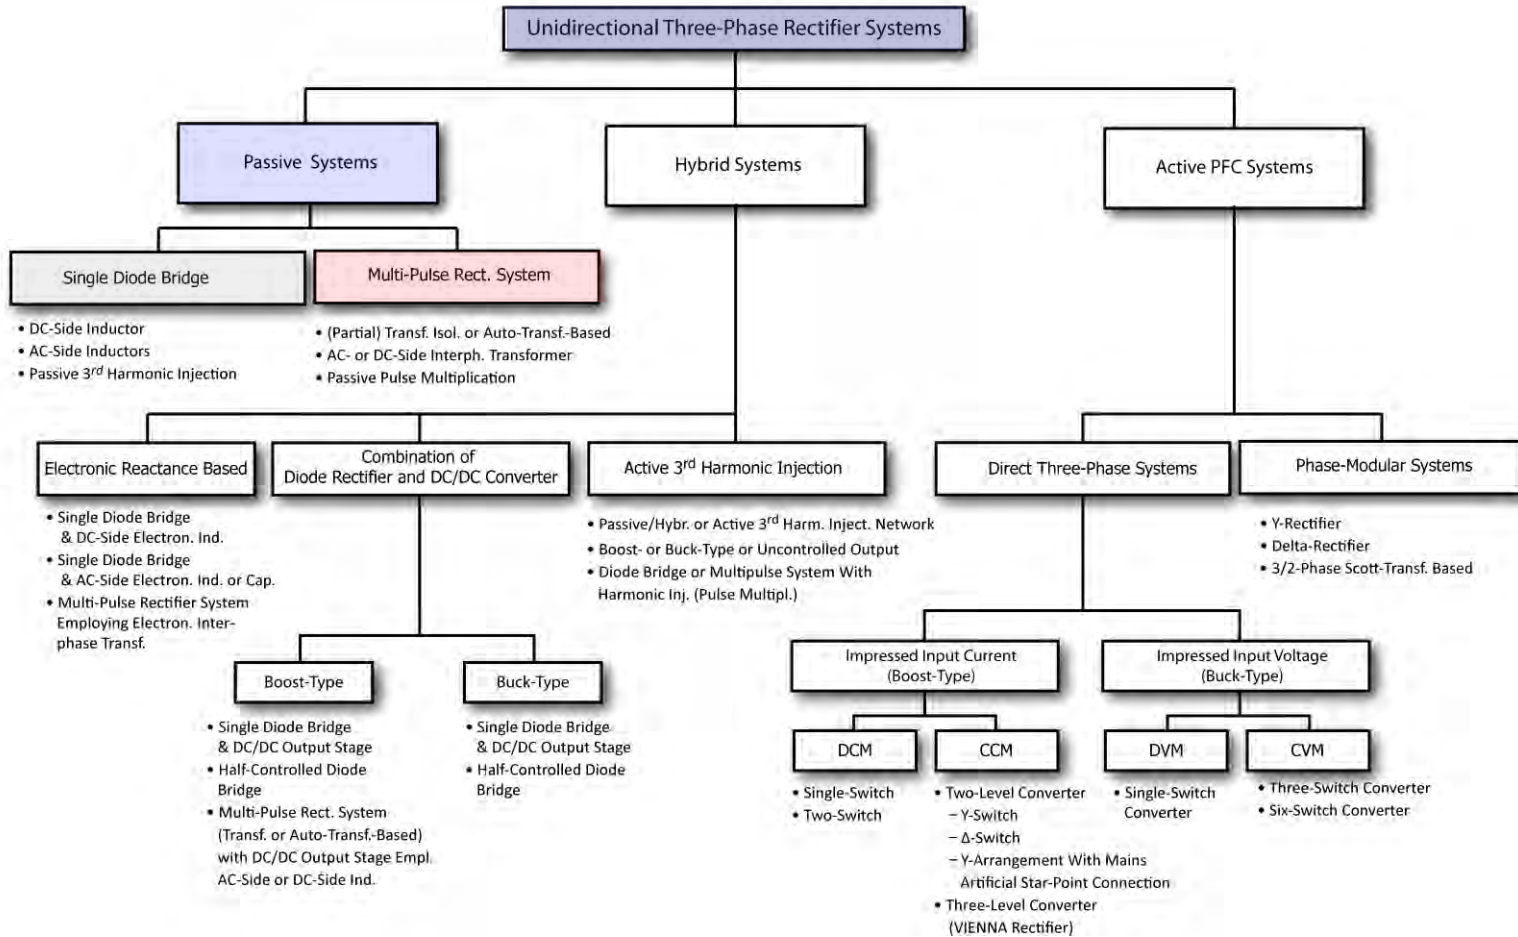 Unidirectional Three-Phase Rectifier Systems
Passive Systems
Hybrid Systems
Active PFC Systems
Single Diode Bridge
Multi-Pulse Rect. System
• DC-Side Inductor
• AC-Side Inductors
• Passive 3rd Harmonic Injection
• (Partial) Transf. Isol. or Auto-Transf.-Based
• AC- or DC-Side Interph. Transformer
• Passive Pulse Multiplication
Electronic Reactance Based
Combination of
Diode Rectifier and DC/DC Converter
Active 3rd Harmonic Injection
Direct Three-Phase Systems
Phase-Modular Systems
• Single Diode Bridge
& DC-Side Electron. Ind.
• Single Diode Bridge
& AC-Side Electron. Ind. or Cap.
• Multi-Pulse Rectifier System
Employing Electron. Inter-
phase Transf.
• Passive/Hybr. or Active 3rd Harm. Inject. Network
• Boost- or Buck-Type or Uncontrolled Output
• Diode Bridge or Multipulse System With
Harmonic Inj. (Pulse Multipl.)
• Y-Rectifier
• Delta-Rectifier
• 3/2-Phase Scott-Transf. Based
Boost-Type
Buck-Type
• Single Diode Bridge
& DC/DC Output Stage
• Half-Controlled Diode
Bridge
• Multi-Pulse Rect. System
(Transf. or Auto-Transf.-Based)
with DC/DC Output Stage Empl.
AC-Side or DC-Side Ind.
• Single Diode Bridge
& DC/DC Output Stage
• Half-Controlled Diode
Bridge
Impressed Input Current
(Boost-Type)
Impressed Input Voltage
(Buck-Type)
DCM
CCM
DVM
CVM
• Single-Switch
• Two-Switch
• Two-Level Converter
– Y-Switch
– Δ-Switch
– Y-Arrangement With Mains
Artificial Star-Point Connection
• Three-Level Converter
(VIENNA Rectifier)
• Single-Switch
Converter
• Three-Switch Converter
• Six-Switch Converter